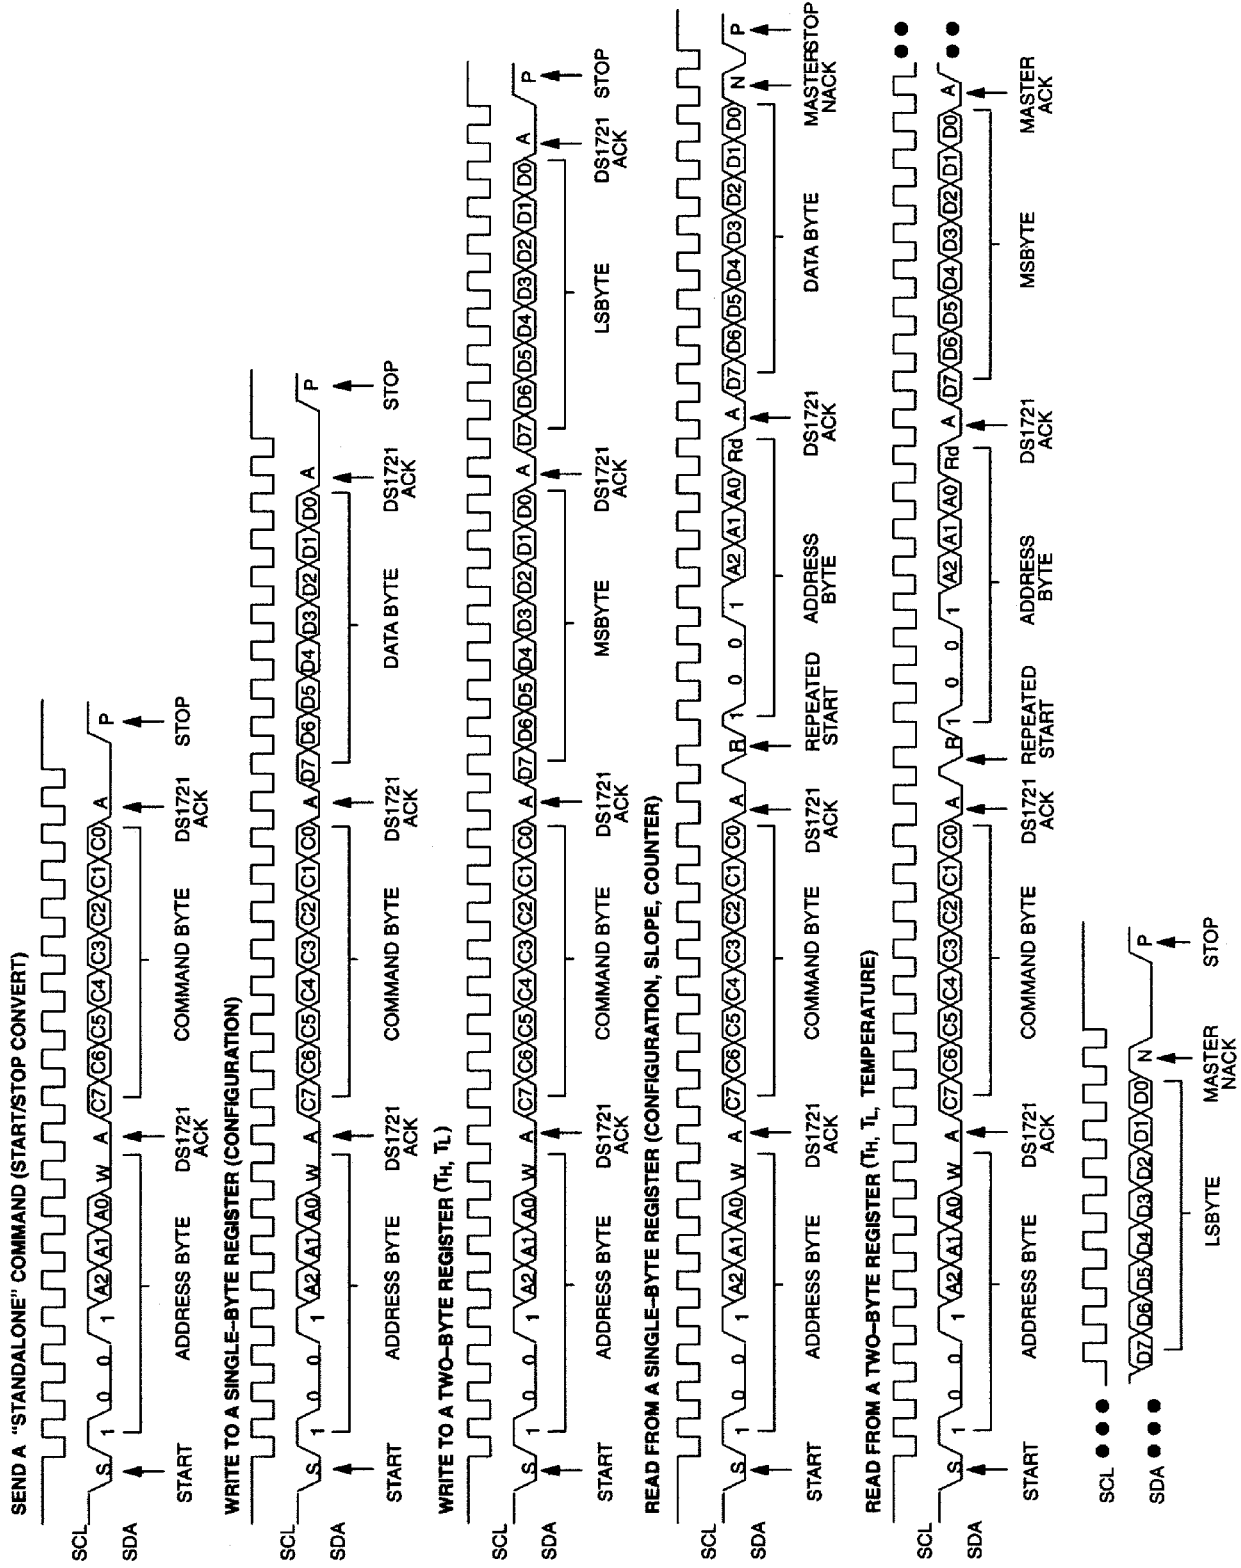 SEND A “STANDALONE” COMMAND (START/STOP CONVERT)
SCL
SDA
S 1 0 0 1 A2 A1 A0 W A C7 C6 C5 C4 C3 C2 C1 C0 A P
START ADDRESS BYTE DS1721 ACK COMMAND BYTE DS1721 ACK STOP
WRITE TO A SINGLE–BYTE REGISTER (CONFIGURATION)
SCL
SDA
S 1 0 0 1 A2 A1 A0 W A C7 C6 C5 C4 C3 C2 C1 C0 A D7 D6 D5 D4 D3 D2 D1 D0 A P
START ADDRESS BYTE DS1721 ACK COMMAND BYTE DS1721 ACK DATA BYTE DS1721 ACK STOP
WRITE TO A TWO–BYTE REGISTER (TH, TL)
SCL
SDA
S 1 0 0 1 A2 A1 A0 W A C7 C6 C5 C4 C3 C2 C1 C0 A D7 D6 D5 D4 D3 D2 D1 D0 A D7 D6 D5 D4 D3 D2 D1 D0 A P
START ADDRESS BYTE DS1721 ACK COMMAND BYTE DS1721 ACK MSBYTE DS1721 ACK LSBYTE DS1721 ACK STOP
READ FROM A SINGLE–BYTE REGISTER (CONFIGURATION, SLOPE, COUNTER)
SCL
SDA
S 1 0 0 1 A2 A1 A0 W A C7 C6 C5 C4 C3 C2 C1 C0 A R 1 0 0 1 A2 A1 A0 Rd A D7 D6 D5 D4 D3 D2 D1 D0 N P
START ADDRESS BYTE DS1721 ACK COMMAND BYTE DS1721 ACK REPEATED START ADDRESS BYTE DS1721 ACK DATA BYTE MASTER NACK STOP
READ FROM A TWO–BYTE REGISTER (TH, TL, TEMPERATURE)
SCL
SDA
S 1 0 0 1 A2 A1 A0 W A C7 C6 C5 C4 C3 C2 C1 C0 A R 1 0 0 1 A2 A1 A0 Rd A D7 D6 D5 D4 D3 D2 D1 D0 A
START ADDRESS BYTE DS1721 ACK COMMAND BYTE DS1721 ACK REPEATED START ADDRESS BYTE DS1721 ACK MSBYTE MASTER ACK
SCL
SDA
D7 D6 D5 D4 D3 D2 D1 D0 N P
LSBYTE MASTER NACK STOP